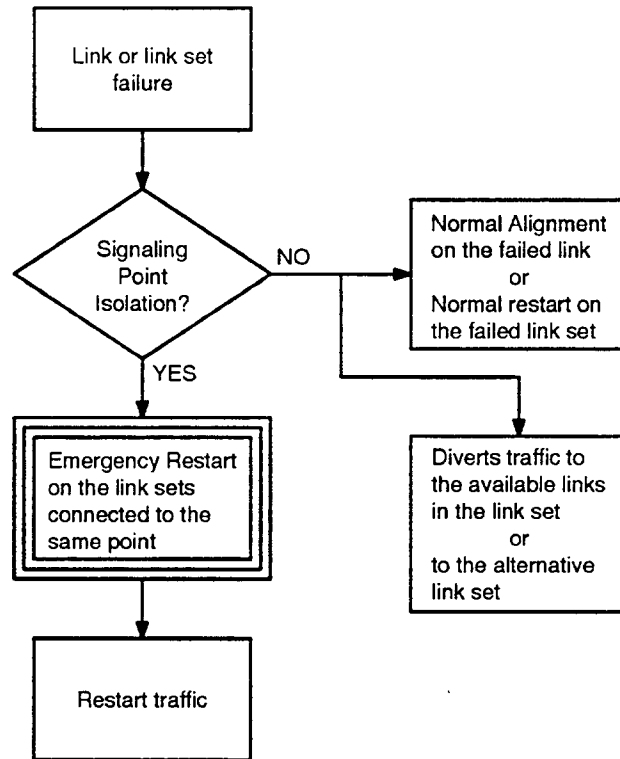 Link or link set
failure
Signaling
Point
Isolation?
NO
YES
Normal Alignment
on the failed link
or
Normal restart on
the failed link set
Emergency Restart
on the link sets
connected to the
same point
Diverts traffic to
the available links
in the link set
or
to the alternative
link set
Restart traffic